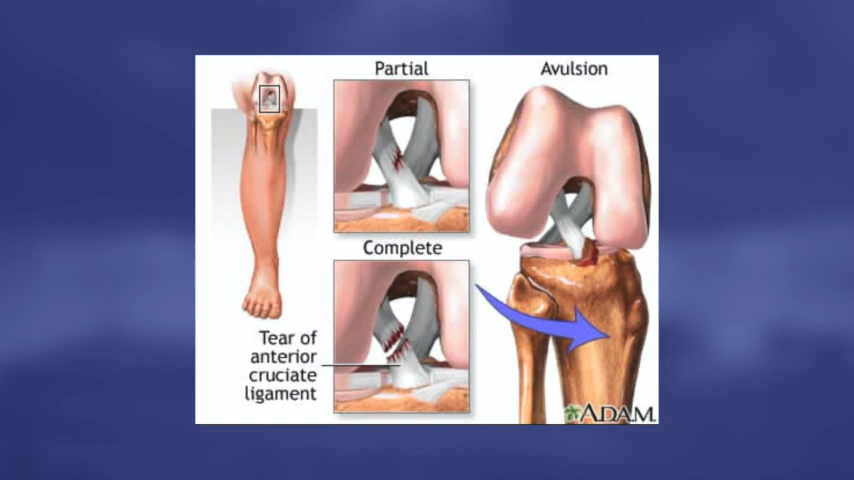 Partial
Avulsion
Complete
Tear of
anterior
cruciate
ligament
A.D.A.M.